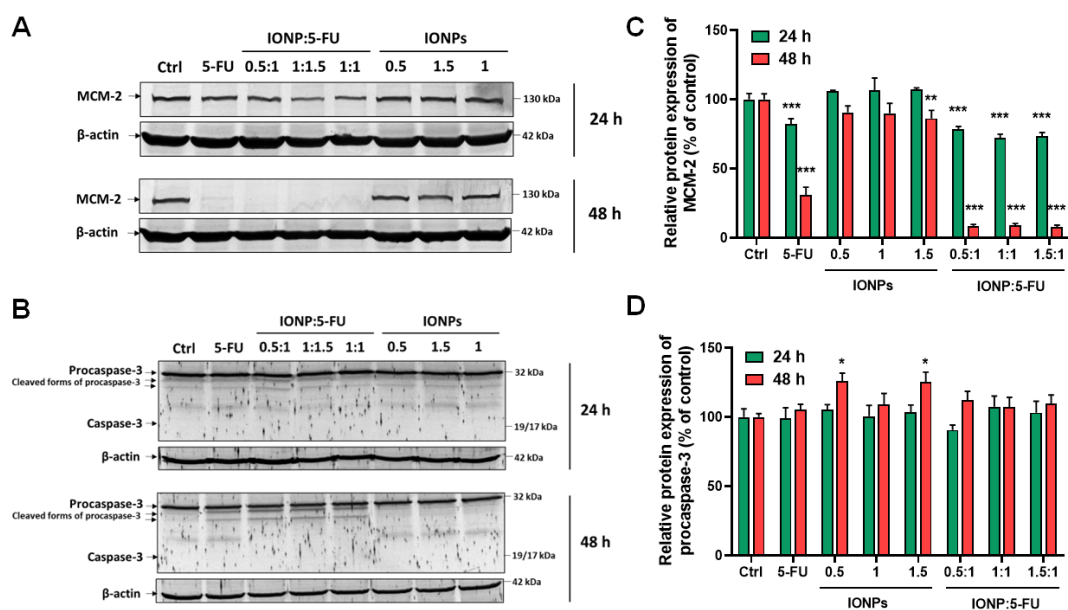 A
IONP:5-FU IONPs
Ctrl 5-FU 0.5:1 1:1.5 1:1 0.5 1.5 1
MCM-2 130 kDa
β-actin 42 kDa
24 h
MCM-2 130 kDa
β-actin 42 kDa
48 h
B
IONP:5-FU IONPs
Ctrl 5-FU 0.5:1 1:1.5 1:1 0.5 1.5 1
Procaspase-3 32 kDa
Cleaved forms of procaspase-3
Caspase-3 19/17 kDa
β-actin 42 kDa
24 h
Procaspase-3 32 kDa
Cleaved forms of procaspase-3
Caspase-3 19/17 kDa
β-actin 42 kDa
48 h
C
Relative protein expression of
MCM-2 (% of control)
150
100
50
0
24 h
48 h
*** *** ** *** *** *** *** *** ***
Ctrl 5-FU 0.5 1 1.5 0.5:1 1:1 1.5:1
IONPs IONP:5-FU
D
Relative protein expression of
procaspase-3 (% of control)
150
100
50
0
24 h
48 h
* *
Ctrl 5-FU 0.5 1 1.5 0.5:1 1:1 1.5:1
IONPs IONP:5-FU